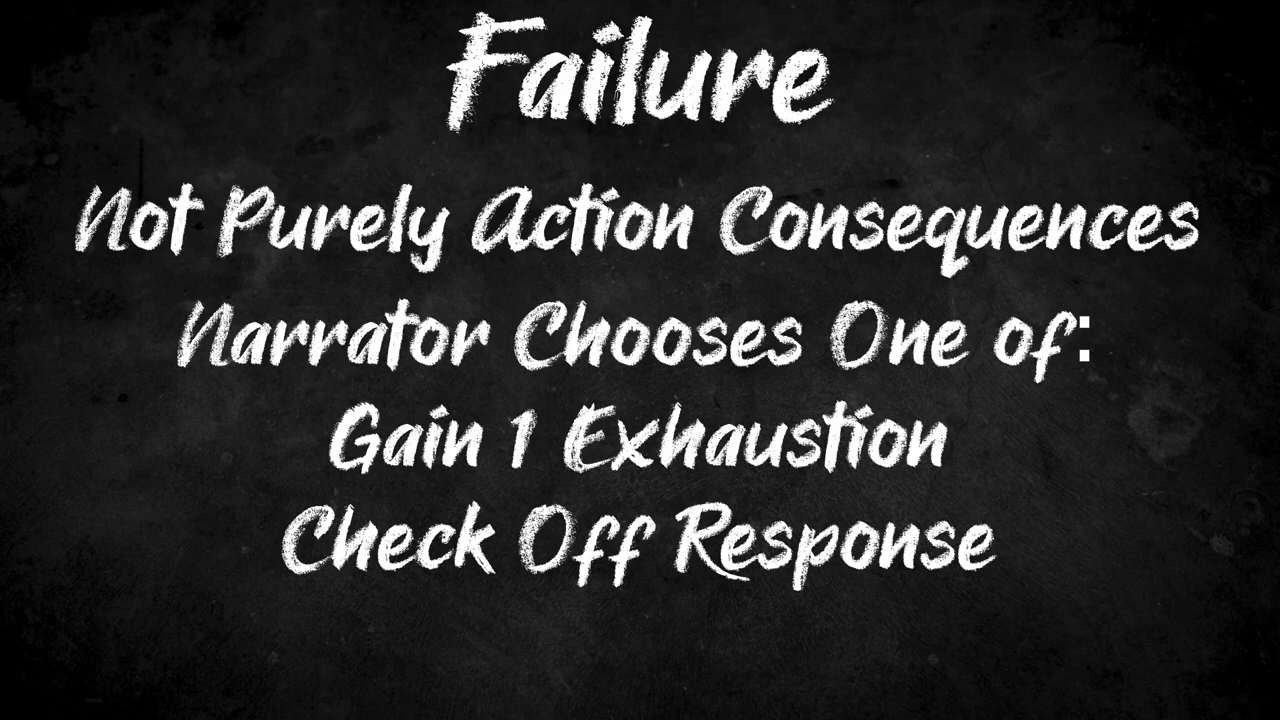 Failure
Not Purely Action Consequences
Narrator Chooses One of:
Gain 1 Exhaustion
Check Off Response